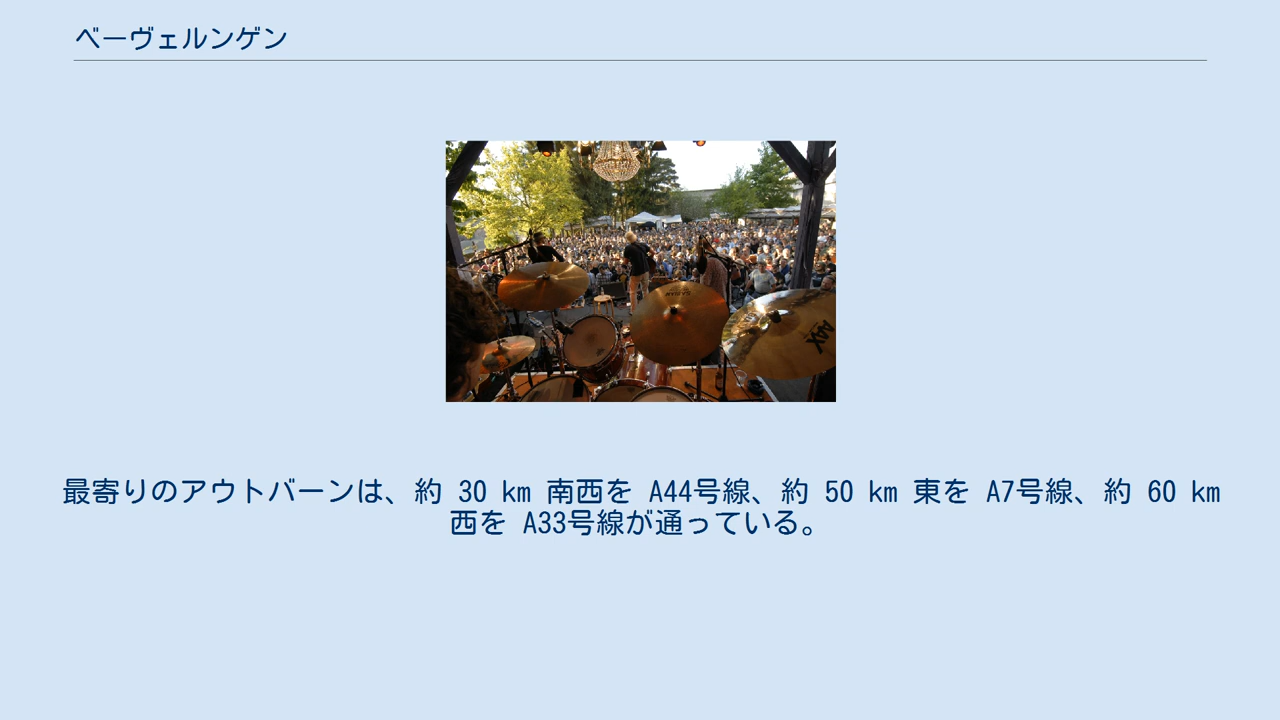 ベーヴェルンゲン
SABIAN
AAX
最寄りのアウトバーンは、約 30 km 南西を A44号線、約 50 km 東を A7号線、約 60 km
西を A33号線が通っている。